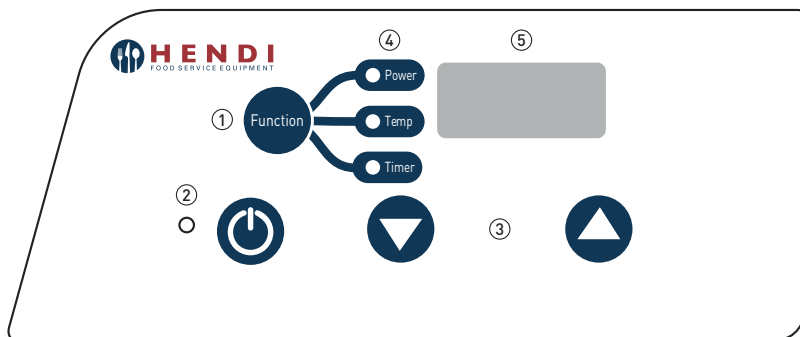 HENDI
FOOD SERVICE EQUIPMENT
4
5
Power
1
Function
Temp
Timer
2
3